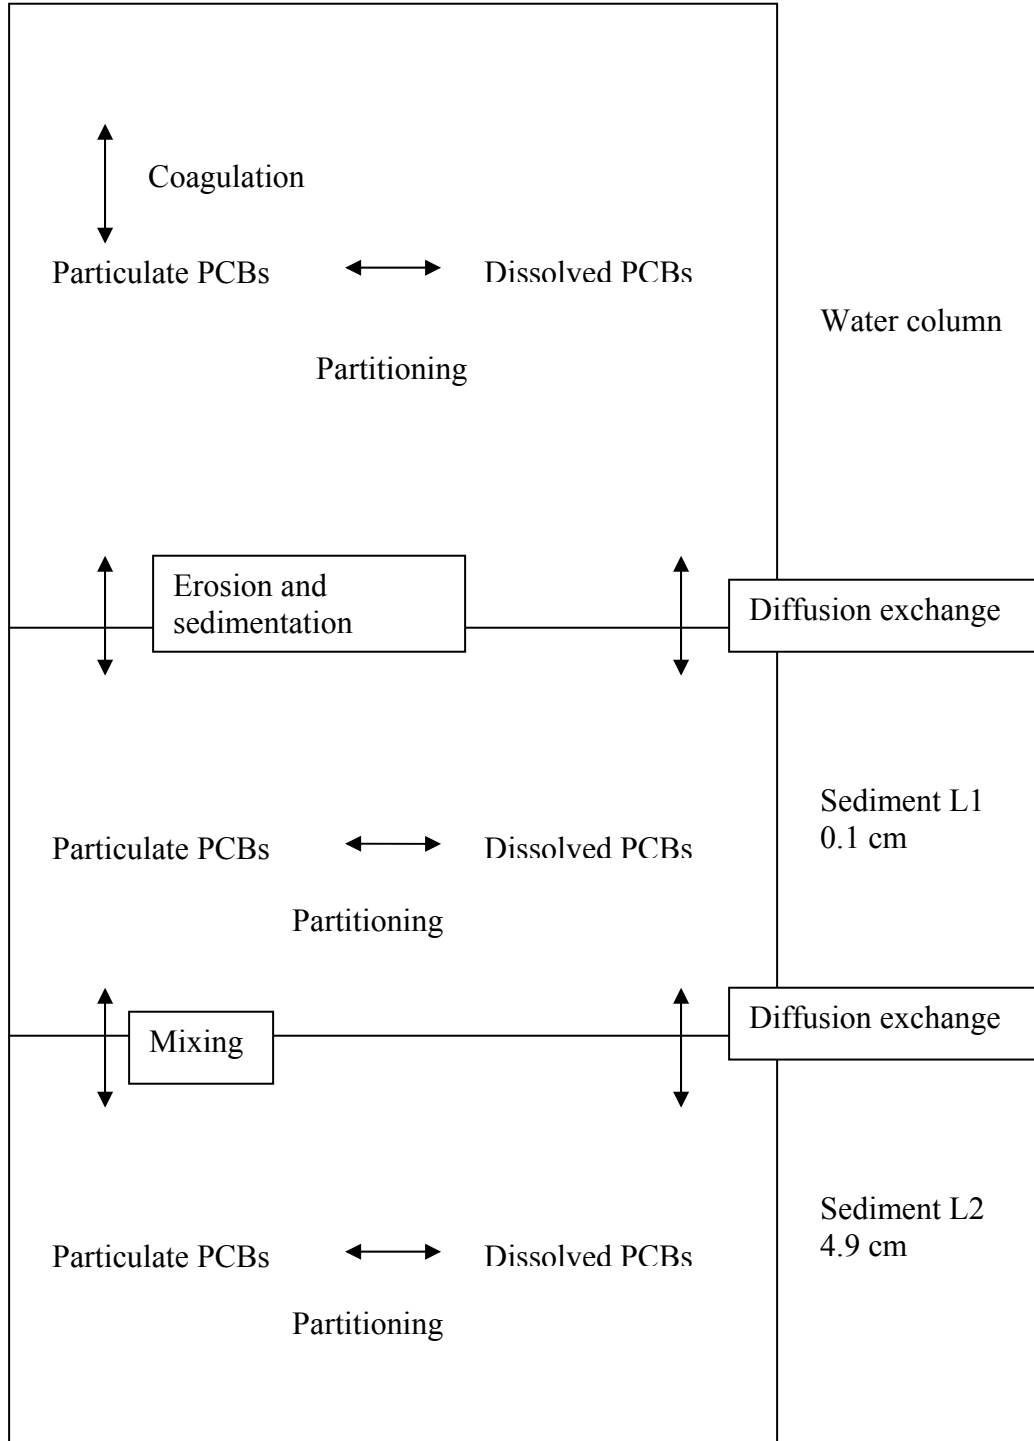 Coagulation
Particulate PCBs
Dissolved PCBs
Water column
Partitioning
Erosion and
sedimentation
Diffusion exchange
Sediment L1
0.1 cm
Particulate PCBs
Dissolved PCBs
Partitioning
Diffusion exchange
Mixing
Sediment L2
4.9 cm
Particulate PCBs
Dissolved PCBs
Partitioning